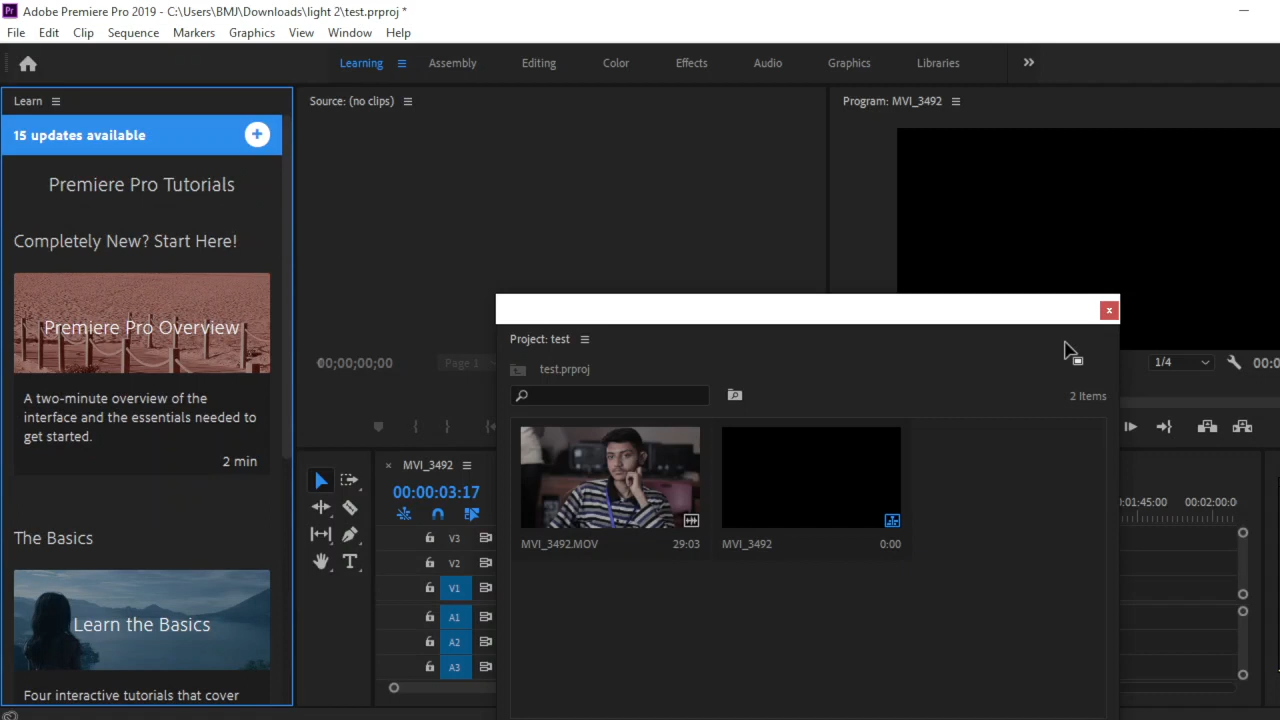 Adobe Premiere Pro 2019 - C:\Users\BMJ\Downloads\light 2\test.prproj *
File Edit Clip Sequence Markers Graphics View Window Help
Learning Assembly Editing Color Effects Audio Graphics Libraries
Learn
15 updates available
Premiere Pro Tutorials
Completely New? Start Here!
Premiere Pro Overview
A two-minute overview of the
interface and the essentials needed to
get started.
2 min
The Basics
Learn the Basics
Four interactive tutorials that cover
Source: (no clips)
00;00;00;00
Page 1
Program: MVI_3492
1/4
00:0
Project: test
test.prproj
2 Items
MVI_3492.MOV 29:03
MVI_3492 0:00
MVI_3492
00:00:03:17
:01:45:00 00:02:00:0
V3
V2
V1
A1
A2
A3